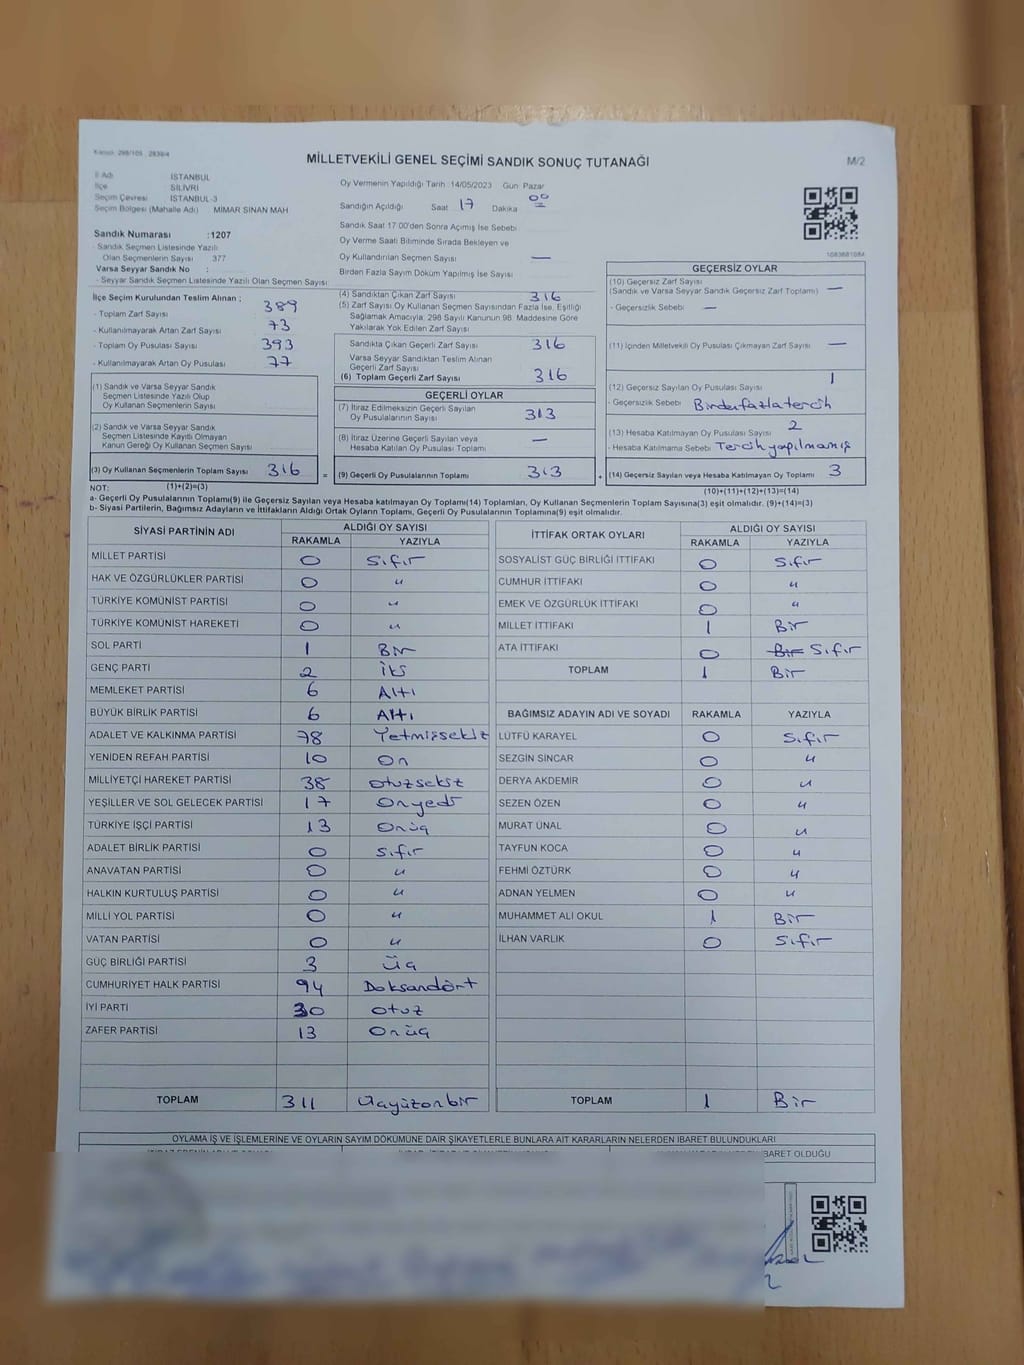 Kanun: 298/105, 2839/4
MİLLETVEKİLİ GENEL SEÇİMİ SANDIK SONUÇ TUTANAĞI
M/2
İl Adı İSTANBUL
İlçe SİLİVRİ
Seçim Çevresi İSTANBUL-3
Seçim Bölgesi (Mahalle Adı) MİMAR SİNAN MAH
Sandık Numarası :1207
- Sandık Seçmen Listesinde Yazılı
Olan Seçmenlerin Sayısı 377
Varsa Seyyar Sandık No :
- Seyyar Sandık Seçmen Listesinde Yazılı Olan Seçmen Sayısı
Oy Vermenin Yapıldığı Tarih :14/05/2023 Gün Pazar
Sandığın Açıldığı Saat 17 Dakika 00
Sandık Saat 17:00'den Sonra Açılmış İse Sebebi
Oy Verme Saati Bitiminde Sırada Bekleyen ve
Oy Kullandırılan Seçmen Sayısı —
Birden Fazla Sayım Döküm Yapılmış İse Sayısı
İlçe Seçim Kurulundan Teslim Alınan ;
- Toplam Zarf Sayısı 389
- Kullanılmayarak Artan Zarf Sayısı 73
- Toplam Oy Pusulası Sayısı 393
- Kullanılmayarak Artan Oy Pusulası 77
(1) Sandık ve Varsa Seyyar Sandık
Seçmen Listesinde Yazılı Olup
Oy Kullanan Seçmenlerin Sayısı
(2) Sandık ve Varsa Seyyar Sandık
Seçmen Listesinde Kayıtlı Olmayan
Kanun Gereği Oy Kullanan Seçmen Sayısı
(3) Oy Kullanan Seçmenlerin Toplam Sayısı 316 =
(4) Sandıktan Çıkan Zarf Sayısı 316
(5) Zarf Sayısı Oy Kullanan Seçmen Sayısından Fazla İse, Eşitliği
Sağlamak Amacıyla; 298 Sayılı Kanunun 98. Maddesine Göre
Yakılarak Yok Edilen Zarf Sayısı
Sandıkta Çıkan Geçerli Zarf Sayısı 316
Varsa Seyyar Sandıktan Teslim Alınan
Geçerli Zarf Sayısı
(6) Toplam Geçerli Zarf Sayısı 316
GEÇERLİ OYLAR
(7) İtiraz Edilmeksizin Geçerli Sayılan
Oy Pusulalarının Sayısı 313
(8) İtiraz Üzerine Geçerli Sayılan veya
Hesaba Katılan Oy Pusulası Toplamı —
(9) Geçerli Oy Pusulalarının Toplamı 313 +
1083681084
GEÇERSİZ OYLAR
(10) Geçersiz Zarf Sayısı
(Sandık ve Varsa Seyyar Sandık Geçersiz Zarf Toplamı) —
- Geçersizlik Sebebi —
(11) İçinden Milletvekili Oy Pusulası Çıkmayan Zarf Sayısı —
(12) Geçersiz Sayılan Oy Pusulası Sayısı 1
- Geçersizlik Sebebi Birden fazla tercih
(13) Hesaba Katılmayan Oy Pusulası Sayısı 2
- Hesaba Katılmama Sebebi Tercih yapılmamış
(14) Geçersiz Sayılan veya Hesaba Katılmayan Oy Toplamı 3
NOT: (1)+(2)=(3) (10)+(11)+(12)+(13)=(14)
a- Geçerli Oy Pusulalarının Toplamı(9) ile Geçersiz Sayılan veya Hesaba katılmayan Oy Toplamı(14) Toplamları, Oy Kullanan Seçmenlerin Toplam Sayısına(3) eşit olmalıdır. (9)+(14)=(3)
b- Siyasi Partilerin, Bağımsız Adayların ve İttifakların Aldığı Ortak Oyların Toplamı, Geçerli Oy Pusulalarının Toplamına(9) eşit olmalıdır.
SİYASİ PARTİNİN ADI ALDIĞI OY SAYISI
RAKAMLA YAZIYLA
MİLLET PARTİSİ 0 Sıfır
HAK VE ÖZGÜRLÜKLER PARTİSİ 0 "
TÜRKİYE KOMÜNİST PARTİSİ 0 "
TÜRKİYE KOMÜNİST HAREKETİ 0 "
SOL PARTİ 1 Bir
GENÇ PARTİ 2 İki
MEMLEKET PARTİSİ 6 Altı
BÜYÜK BİRLİK PARTİSİ 6 Altı
ADALET VE KALKINMA PARTİSİ 78 Yetmişsekiz
YENİDEN REFAH PARTİSİ 10 On
MİLLİYETÇİ HAREKET PARTİSİ 38 otuzsekiz
YEŞİLLER VE SOL GELECEK PARTİSİ 17 Onyedi
TÜRKİYE İŞÇİ PARTİSİ 13 Onüç
ADALET BİRLİK PARTİSİ 0 Sıfır
ANAVATAN PARTİSİ 0 "
HALKIN KURTULUŞ PARTİSİ 0 "
MİLLİ YOL PARTİSİ 0 "
VATAN PARTİSİ 0 "
GÜÇ BİRLİĞİ PARTİSİ 3 Üç
CUMHURİYET HALK PARTİSİ 94 Doksandört
İYİ PARTİ 30 otuz
ZAFER PARTİSİ 13 Onüç
TOPLAM 311 Üçyüzonbir
İTTİFAK ORTAK OYLARI ALDIĞI OY SAYISI
RAKAMLA YAZIYLA
SOSYALİST GÜÇ BİRLİĞİ İTTİFAKI 0 Sıfır
CUMHUR İTTİFAKI 0 "
EMEK VE ÖZGÜRLÜK İTTİFAKI 0 "
MİLLET İTTİFAKI 1 Bir
ATA İTTİFAKI 0 Bir Sıfır
TOPLAM 1 Bir
BAĞIMSIZ ADAYIN ADI VE SOYADI RAKAMLA YAZIYLA
LÜTFÜ KARAYEL 0 Sıfır
SEZGİN SİNCAR 0 "
DERYA AKDEMİR 0 "
SEZEN ÖZEN 0 "
MURAT ÜNAL 0 "
TAYFUN KOCA 0 "
FEHMİ ÖZTÜRK 0 "
ADNAN YELMEN 0 "
MUHAMMET ALİ OKUL 1 Bir
İLHAN VARLIK 0 Sıfır
TOPLAM 1 Bir
OYLAMA İŞ VE İŞLEMLERİNE VE OYLARIN SAYIM DÖKÜMÜNE DAİR ŞİKAYETLERLE BUNLARA AİT KARARLARIN NELERDEN İBARET BULUNDUKLARI
İBARET OLDUĞU